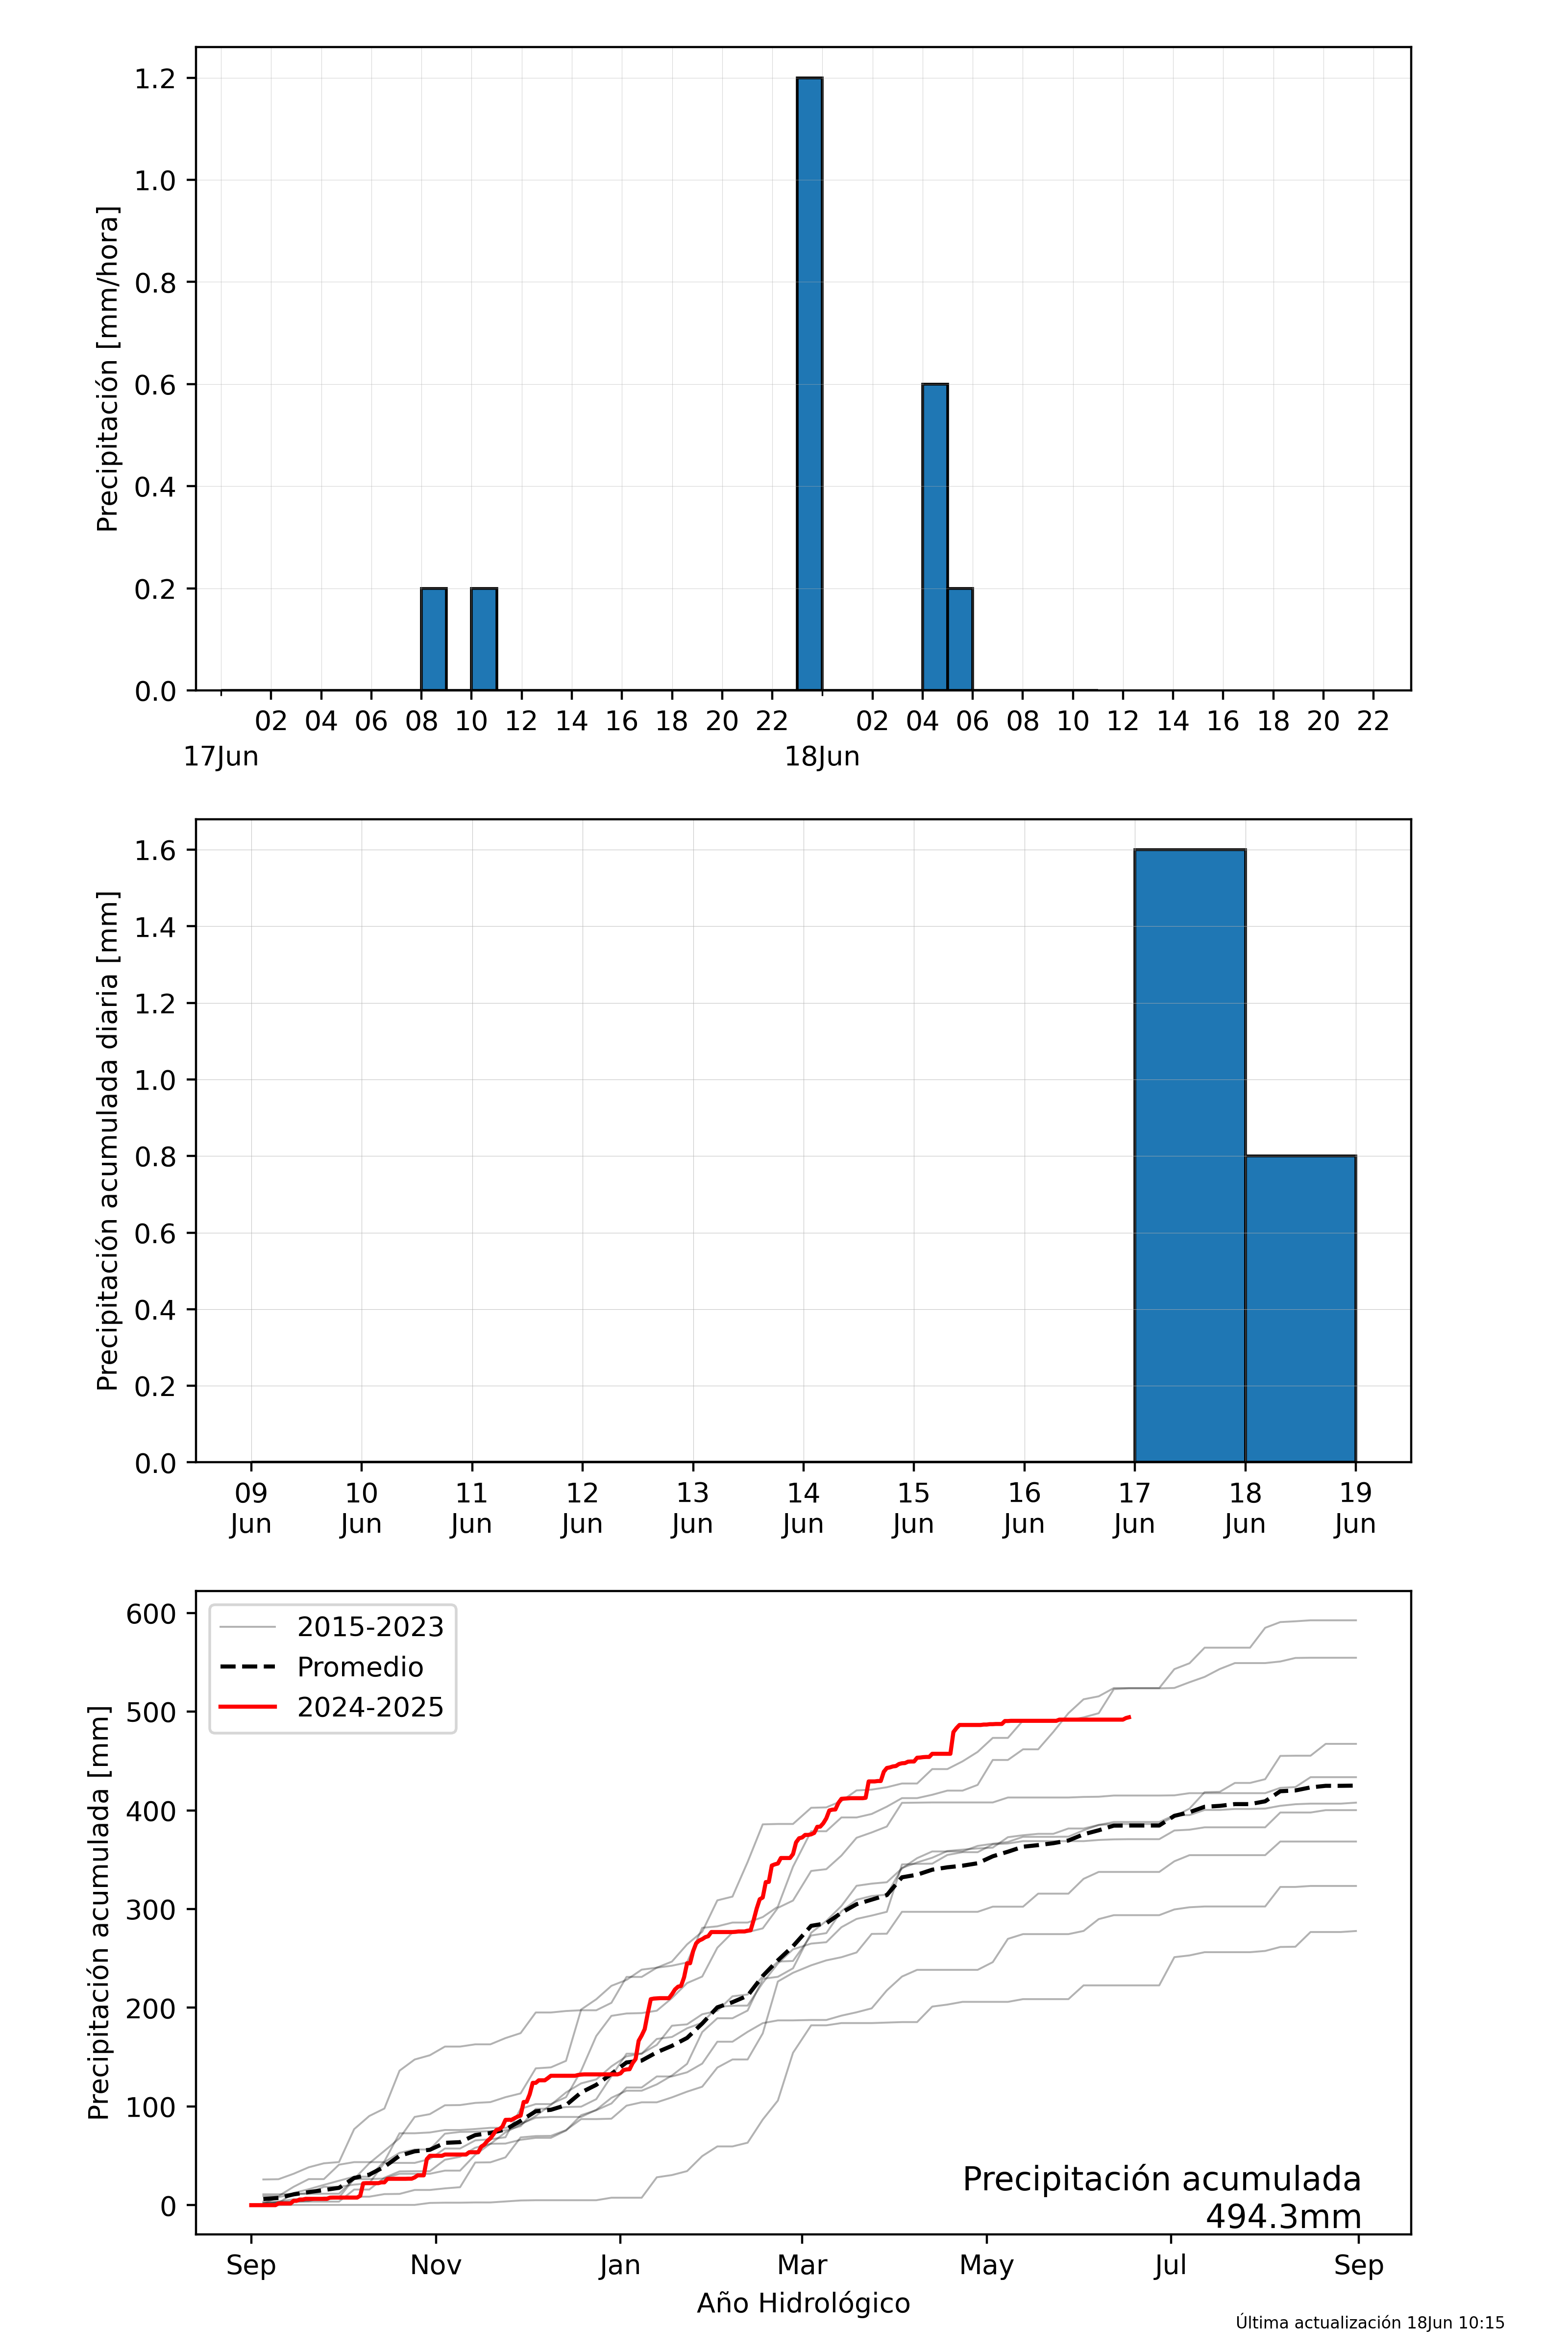 1.2
1.0
0.8
0.6
0.4
0.2
0.0
Precipitación [mm/hora]
02 04 06 08 10 12 14 16 18 20 22 02 04 06 08 10 12 14 16 18 20 22
17Jun 18Jun
1.6
1.4
1.2
1.0
0.8
0.6
0.4
0.2
0.0
Precipitación acumulada diaria [mm]
09 10 11 12 13 14 15 16 17 18 19
Jun Jun Jun Jun Jun Jun Jun Jun Jun Jun Jun
600
500
400
300
200
100
0
Precipitación acumulada [mm]
2015-2023
Promedio
2024-2025
Precipitación acumulada
494.3mm
Sep Nov Jan Mar May Jul Sep
Año Hidrológico
Última actualización 18Jun 10:15